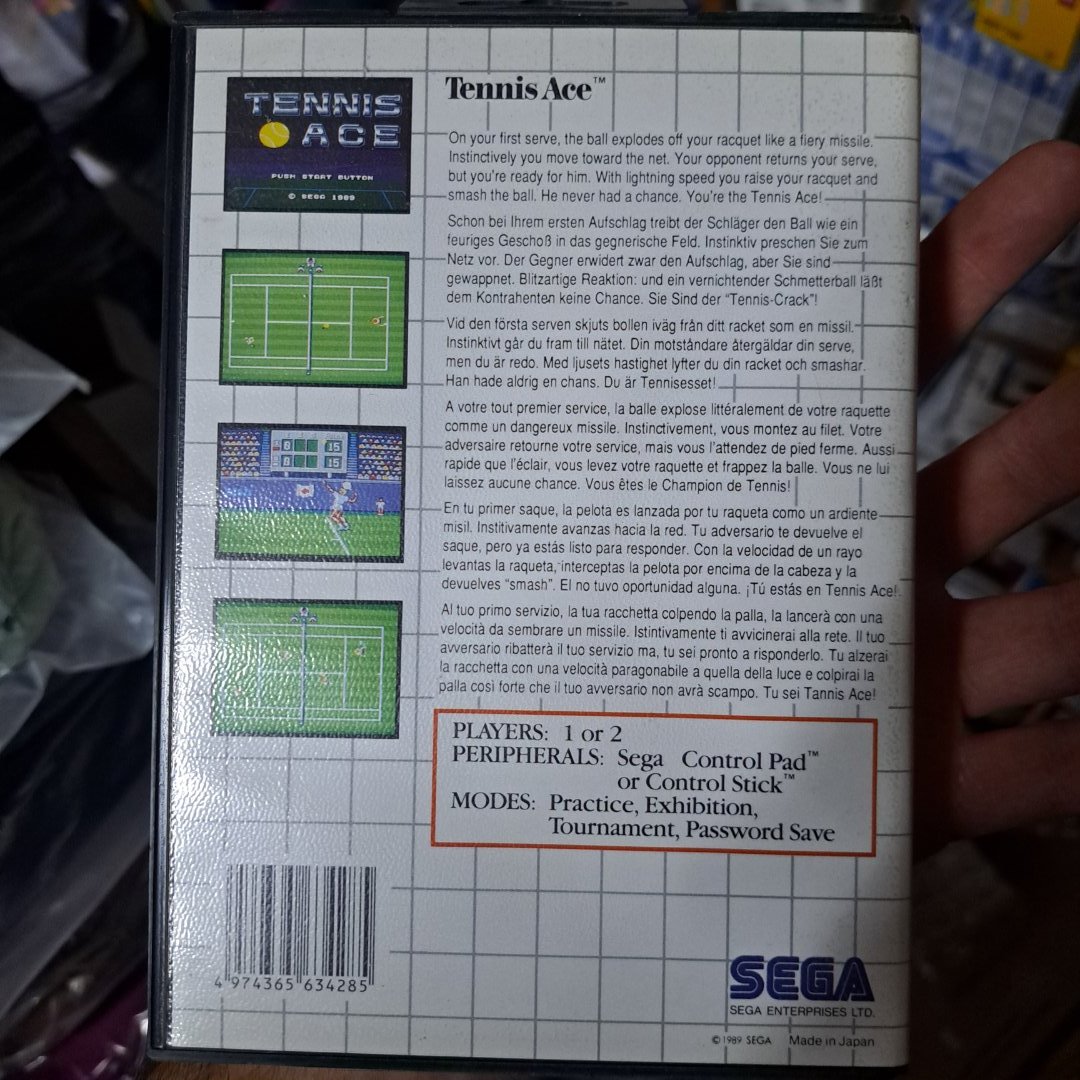 TENNIS
ACE
PUSH START BUTTON
© SEGA 1989
Tennis Ace™
On your first serve, the ball explodes off your racquet like a fiery missile.
Instinctively you move toward the net. Your opponent returns your serve,
but you're ready for him. With lightning speed you raise your racquet and
smash the ball. He never had a chance. You're the Tennis Ace!
Schon bei Ihrem ersten Aufschlag treibt der Schläger den Ball wie ein
feuriges Geschoß in das gegnerische Feld. Instinktiv preschen Sie zum
Netz vor. Der Gegner erwidert zwar den Aufschlag, aber Sie sind
gewappnet. Blitzartige Reaktion: und ein vernichtender Schmetterball läßt
dem Kontrahenten keine Chance. Sie Sind der "Tennis-Crack"!
Vid den första serven skjuts bollen iväg från ditt racket som en missil.
Instinktivt går du fram till nätet. Din motståndare återgäldar din serve,
men du är redo. Med ljusets hastighet lyfter du din racket och smashar.
Han hade aldrig en chans. Du är Tennisesset!
A votre tout premier service, la balle explose littéralement de votre raquette
comme un dangereux missile. Instinctivement, vous montez au filet. Votre
adversaire retourne votre service, mais vous l'attendez de pied ferme. Aussi
rapide que l'éclair, vous levez votre raquette et frappez la balle. Vous ne lui
laissez aucune chance. Vous êtes le Champion de Tennis!
En tu primer saque, la pelota es lanzada por tu raqueta como un ardiente
misil. Institivamente avanzas hacia la red. Tu adversario te devuelve el
saque, pero ya estás listo para responder. Con la velocidad de un rayo
levantas la raqueta, interceptas la pelota por encima de la cabeza y la
devuelves "smash". El no tuvo oportunidad alguna. ¡Tú estás en Tennis Ace!
Al tuo primo servizio, la tua racchetta colpendo la palla, la lancerà con una
velocità da sembrare un missile. Istintivamente ti avvicinerai alla rete. Il tuo
avversario ribatterà il tuo servizio ma, tu sei pronto a risponderlo. Tu alzerai
la racchetta con una velocità paragonabile a quella della luce e colpirai la
palla così forte che il tuo avversario non avrà scampo. Tu sei Tannis Ace!
0 15
0 15
PLAYERS: 1 or 2
PERIPHERALS: Sega Control Pad™
or Control Stick™
MODES: Practice, Exhibition,
Tournament, Password Save
4 974365 634285
SEGA
SEGA ENTERPRISES LTD.
© 1989 SEGA Made in Japan